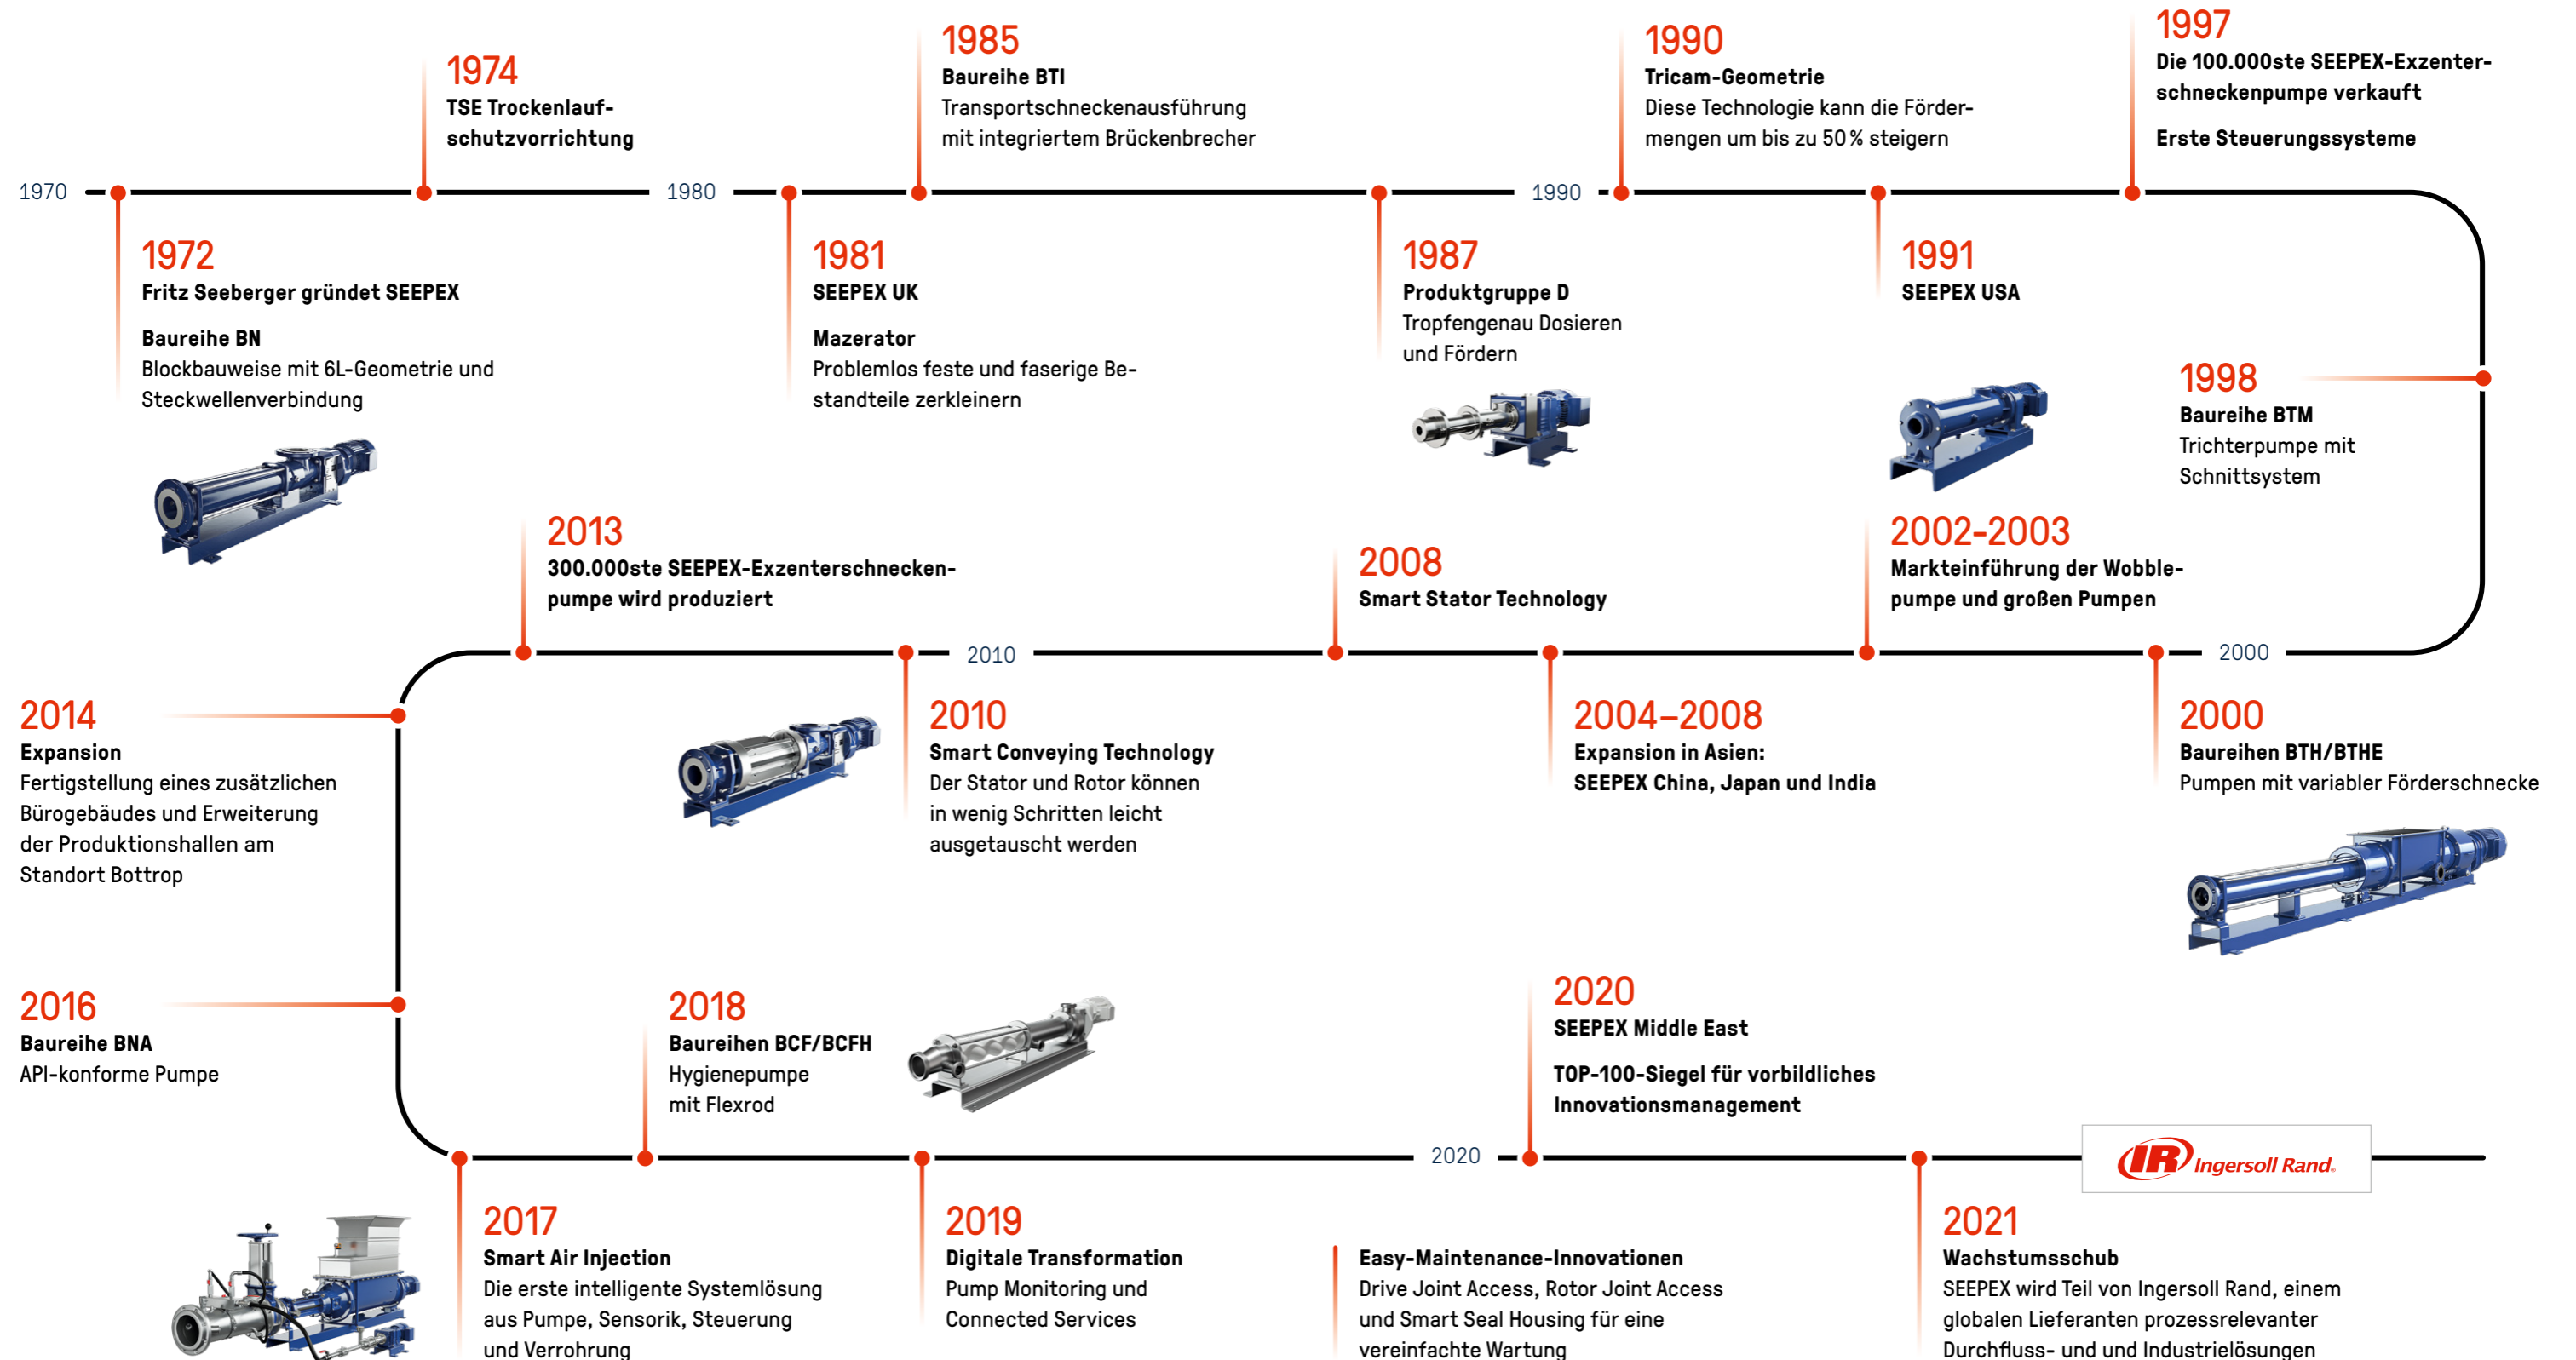 1970
1972
Fritz Seeberger gründet SEEPEX
Baureihe BN
Blockbauweise mit 6L-Geometrie und
Steckwellenverbindung
1974
TSE Trockenlauf-
schutzvorrichtung
1980
1981
SEEPEX UK
Mazerator
Problemlos feste und faserige Be-
standteile zerkleinern
1985
Baureihe BTI
Transportschneckenausführung
mit integriertem Brückenbrecher
1987
Produktgruppe D
Tropfengenau Dosieren
und Fördern
1990
1990
Tricam-Geometrie
Diese Technologie kann die Förder-
mengen um bis zu 50 % steigern
1991
SEEPEX USA
1997
Die 100.000ste SEEPEX-Exzenter-
schneckenpumpe verkauft
Erste Steuerungssysteme
1998
Baureihe BTM
Trichterpumpe mit
Schnittsystem
2000
2000
Baureihen BTH/BTHE
Pumpen mit variabler Förderschnecke
2002-2003
Markteinführung der Wobble-
pumpe und großen Pumpen
2004–2008
Expansion in Asien:
SEEPEX China, Japan und India
2008
Smart Stator Technology
2010
2010
Smart Conveying Technology
Der Stator und Rotor können
in wenig Schritten leicht
ausgetauscht werden
2013
300.000ste SEEPEX-Exzenterschnecken-
pumpe wird produziert
2014
Expansion
Fertigstellung eines zusätzlichen
Bürogebäudes und Erweiterung
der Produktionshallen am
Standort Bottrop
2016
Baureihe BNA
API-konforme Pumpe
2017
Smart Air Injection
Die erste intelligente Systemlösung
aus Pumpe, Sensorik, Steuerung
und Verrohrung
2018
Baureihen BCF/BCFH
Hygienepumpe
mit Flexrod
2019
Digitale Transformation
Pump Monitoring und
Connected Services
Easy-Maintenance-Innovationen
Drive Joint Access, Rotor Joint Access
und Smart Seal Housing für eine
vereinfachte Wartung
2020
2020
SEEPEX Middle East
TOP-100-Siegel für vorbildliches
Innovationsmanagement
2021
Wachstumsschub
SEEPEX wird Teil von Ingersoll Rand, einem
globalen Lieferanten prozessrelevanter
Durchfluss- und und Industrielösungen
IR Ingersoll Rand®